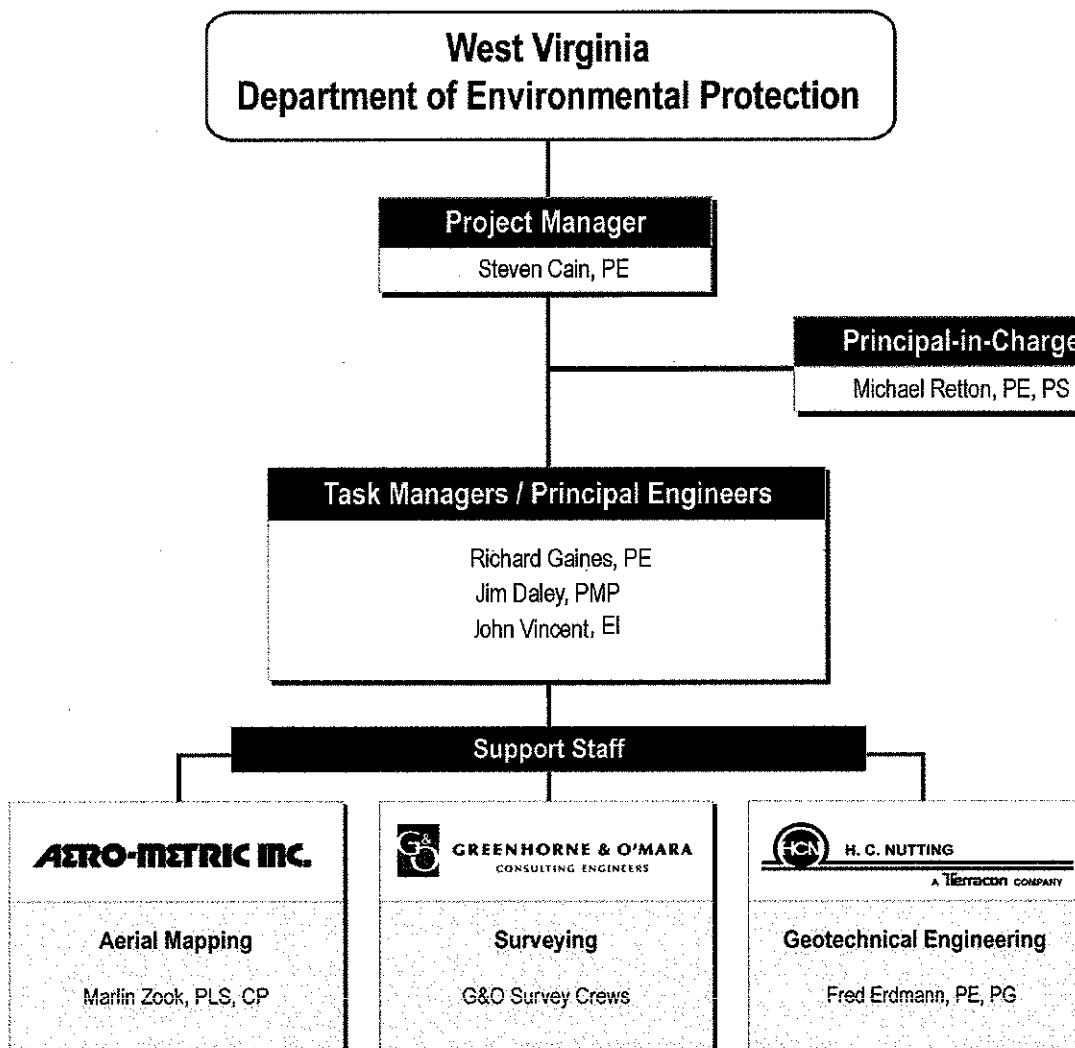 West Virginia
Department of Environmental Protection
Project Manager
Steven Cain, PE
Principal-in-Charge
Michael Retton, PE, PS
Task Managers / Principal Engineers
Richard Gaines, PE
Jim Daley, PMP
John Vincent, EI
Support Staff
AERO-METRIC INC.
Aerial Mapping
Marlin Zook, PLS, CP
G&O
GREENHORNE & O'MARA
CONSULTING ENGINEERS
Surveying
G&O Survey Crews
HCN
H. C. NUTTING
A Terracon COMPANY
Geotechnical Engineering
Fred Erdmann, PE, PG